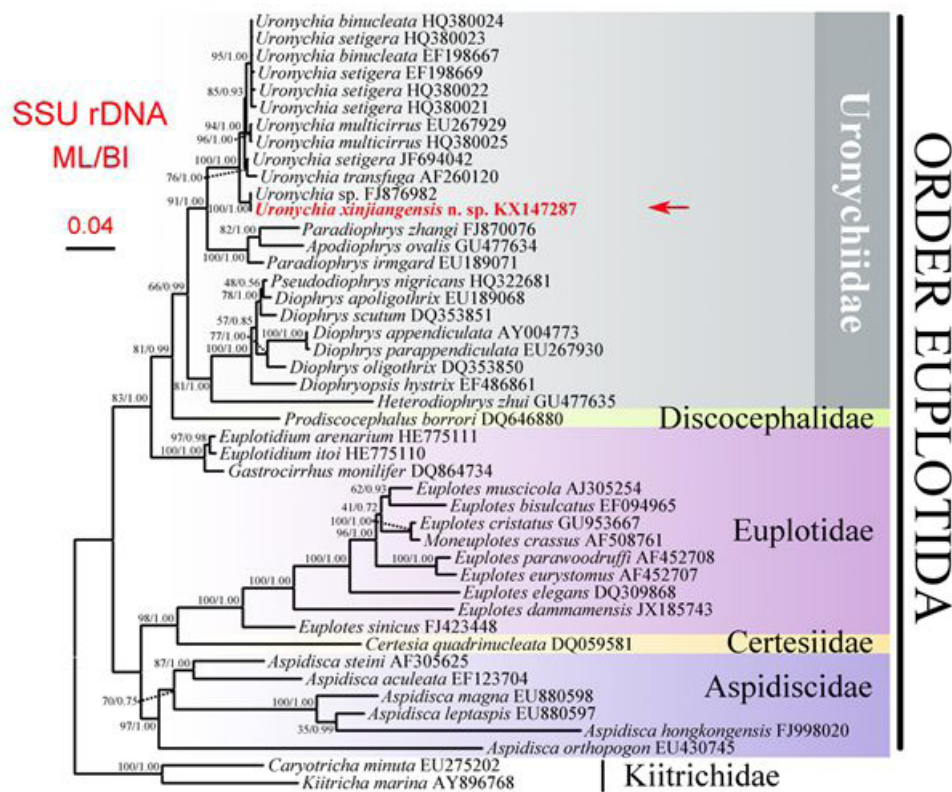 Uronychia binucleata HQ380024
Uronychia setigera HQ380023
95/1.00
Uronychia binucleata EF198667
Uronychia setigera EF198669
85/0.93
Uronychia setigera HQ380022
Uronychia setigera HQ380021
SSU rDNA
ML/BI
94/1.00
Uronychia multicirrus EU267929
96/1.00
Uronychia multicirrus HQ380025
100/1.00
Uronychia setigera JF694042
76/1.00
Uronychia transfuga AF260120
Uronychia sp. FJ876982
91/1.00
100/1.00
Uronychia xinjiangensis n. sp. KX147287
0.04
82/1.00
Paradiophrys zhangi FJ870076
Apodiophrys ovalis GU477634
100/1.00
Paradiophrys irmgard EU189071
66/0.99
48/0.56
Pseudodiophrys nigricans HQ322681
78/1.00
Diophrys apoligothrix EU189068
Diophrys scutum DQ353851
57/0.85
100/1.00
Diophrys appendiculata AY004773
77/1.00
Diophrys parappendiculata EU267930
81/0.99
100/1.00
Diophrys oligothrix DQ353850
Diophryopsis hystrix EF486861
81/1.00
Heterodiophrys zhui GU477635
Uronychiidae
83/1.00
Prodiscocephalus borrori DQ646880
Discocephalidae
97/0.98
Euplotidium arenarium HE775111
100/1.00
Euplotidium itoi HE775110
Gastrocirrhus monilifer DQ864734
62/0.93
Euplotes muscicola AJ305254
41/0.72
Euplotes bisulcatus EF094965
100/1.00
Euplotes cristatus GU953667
96/1.00
Moneuplotes crassus AF508761
Euplotidae
100/1.00
100/1.00
Euplotes parawoodruffi AF452708
Euplotes eurystomus AF452707
100/1.00
Euplotes elegans DQ309868
100/1.00
Euplotes dammamensis JX185743
98/1.00
Euplotes sinicus FJ423448
Certesia quadrinucleata DQ059581
Certesiidae
87/1.00
Aspidisca steini AF305625
Aspidisca aculeata EF123704
70/0.75
Aspidisca magna EU880598
Aspidiscidae
100/1.00
Aspidisca leptaspis EU880597
97/1.00
35/0.99
Aspidisca hongkongensis FJ998020
Aspidisca orthopogon EU430745
ORDER EUPLOTIDA
100/1.00
Caryotricha minuta EU275202
Kiitricha marina AY896768
Kiitrichidae